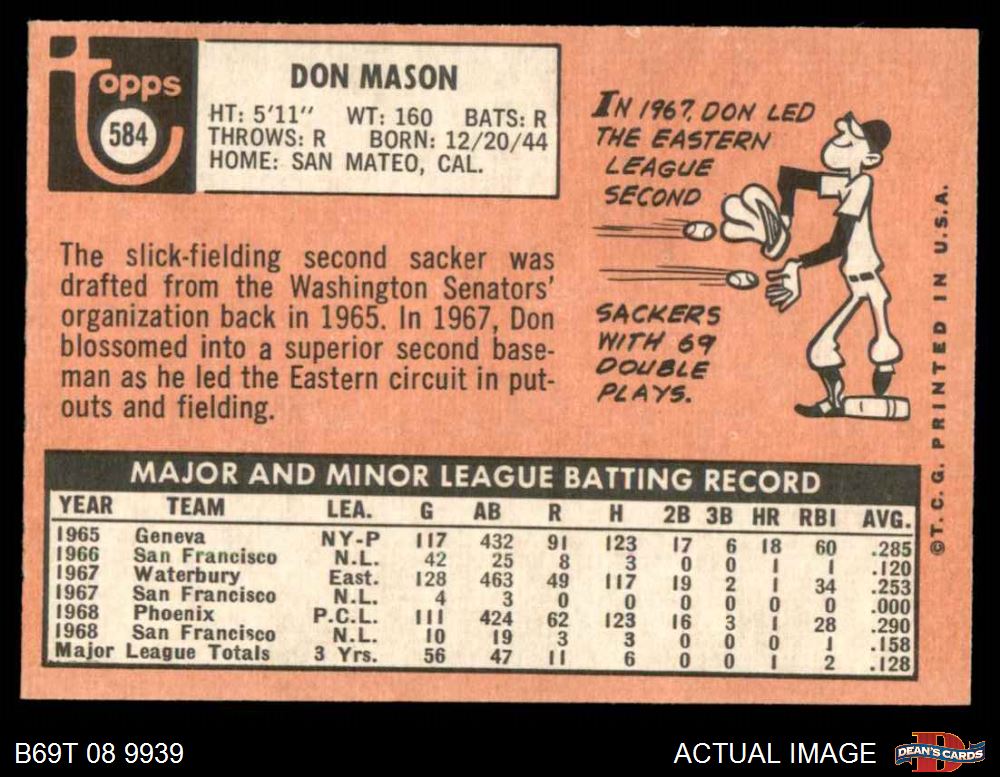 topps
584
DON MASON
HT: 5'11" WT: 160 BATS: R
THROWS: R BORN: 12/20/44
HOME: SAN MATEO, CAL.
The slick-fielding second sacker was
drafted from the Washington Senators'
organization back in 1965. In 1967, Don
blossomed into a superior second base-
man as he led the Eastern circuit in put-
outs and fielding.
IN 1967, DON LED
THE EASTERN
LEAGUE
SECOND
SACKERS
WITH 69
DOUBLE
PLAYS.
©T.C.G. PRINTED IN U.S.A.
MAJOR AND MINOR LEAGUE BATTING RECORD
YEAR TEAM LEA. G AB R H 2B 3B HR RBI AVG.
1965 Geneva NY-P 117 432 91 123 17 6 18 60 .285
1966 San Francisco N.L. 42 25 8 3 0 0 1 1 .120
1967 Waterbury East. 128 463 49 117 19 2 1 34 .253
1967 San Francisco N.L. 4 3 0 0 0 0 0 0 .000
1968 Phoenix P.C.L. 111 424 62 123 16 3 1 28 .290
1968 San Francisco N.L. 10 19 3 3 0 0 0 1 .158
Major League Totals 3 Yrs. 56 47 11 6 0 0 1 2 .128
B69T 08 9939
ACTUAL IMAGE
DEAN'S CARDS